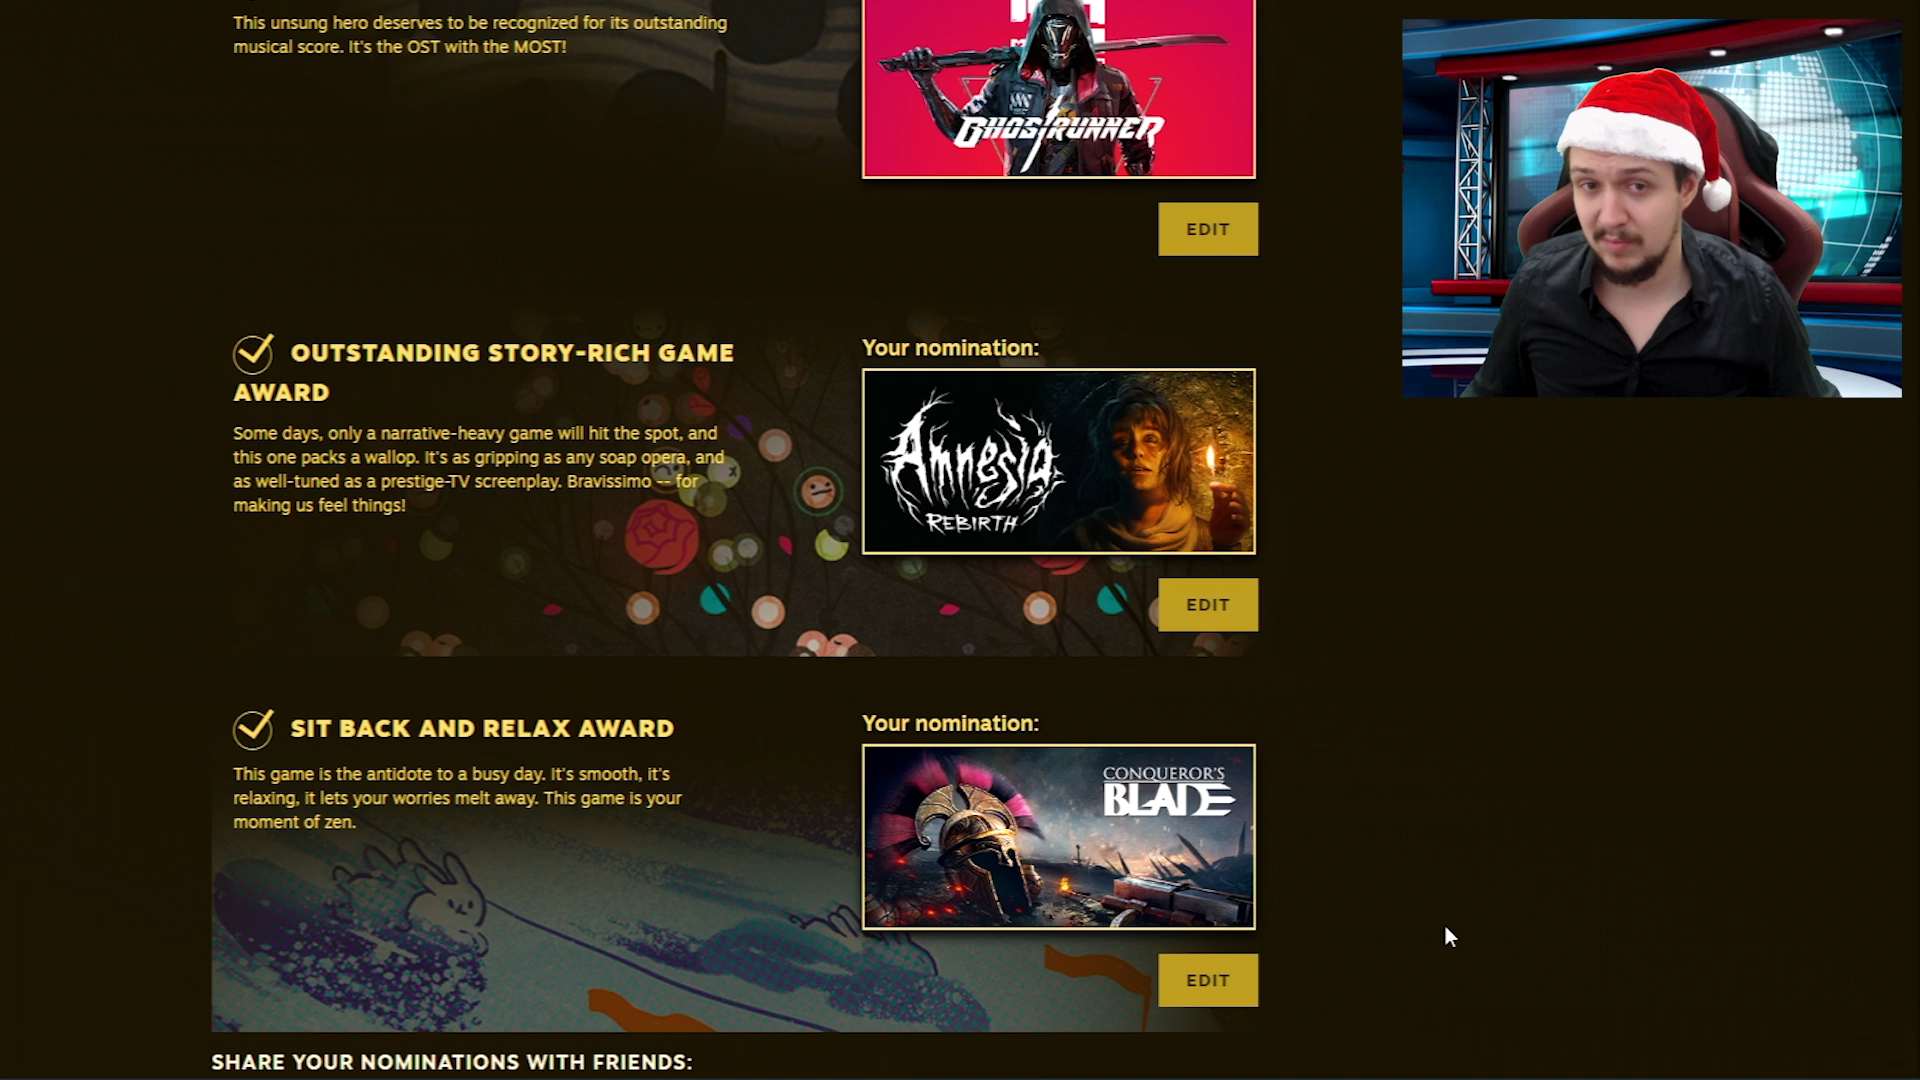 This unsung hero deserves to be recognized for its outstanding
musical score. It's the OST with the MOST!
GHOSTRUNNER
EDIT
OUTSTANDING STORY-RICH GAME
AWARD
Some days, only a narrative-heavy game will hit the spot, and
this one packs a wallop. It's as gripping as any soap opera, and
as well-tuned as a prestige-TV screenplay. Bravissimo -- for
making us feel things!
Your nomination:
Amnesia
REBIRTH
EDIT
SIT BACK AND RELAX AWARD
This game is the antidote to a busy day. It's smooth, it's
relaxing, it lets your worries melt away. This game is your
moment of zen.
Your nomination:
CONQUEROR'S
BLADE
EDIT
SHARE YOUR NOMINATIONS WITH FRIENDS: